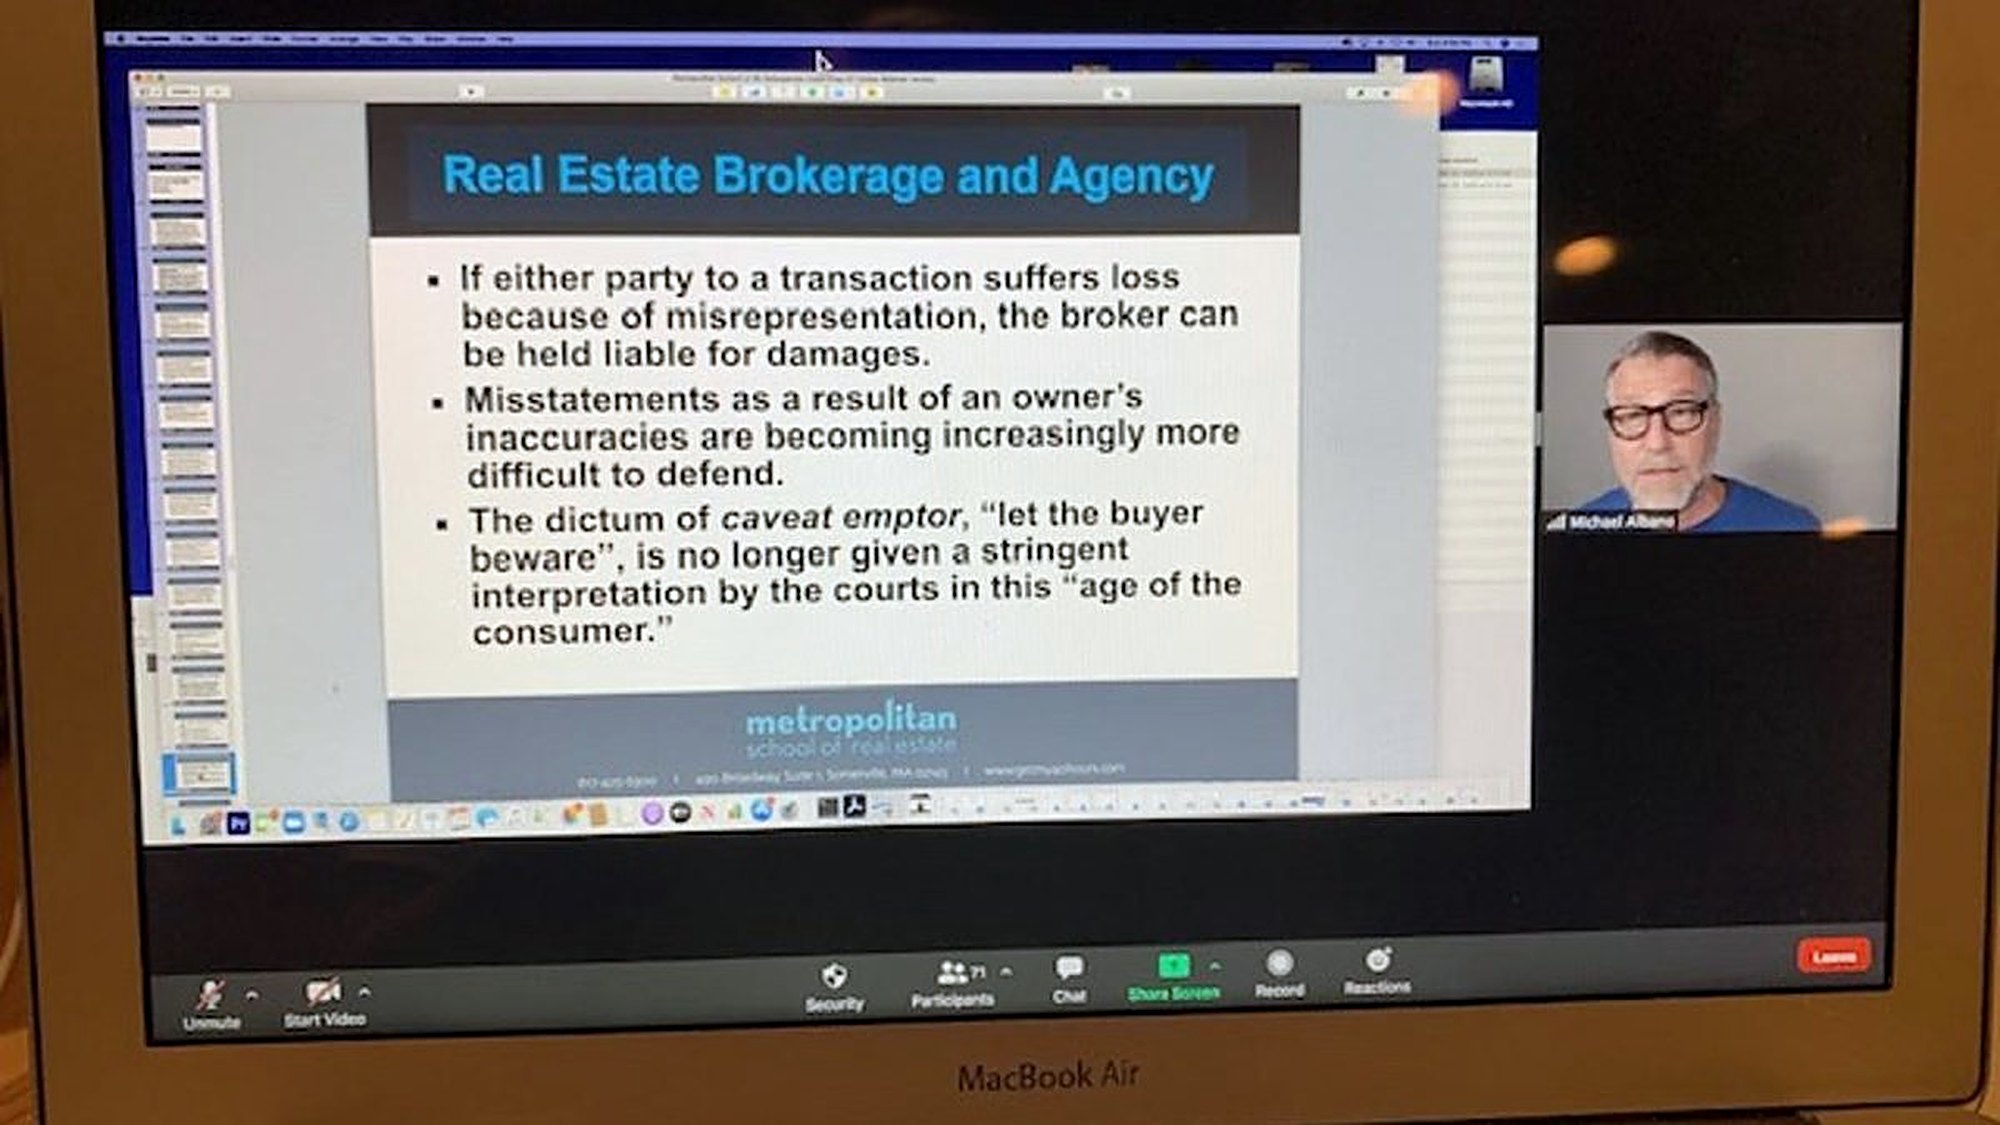 Real Estate Brokerage and Agency
▪ If either party to a transaction suffers loss
because of misrepresentation, the broker can
be held liable for damages.
▪ Misstatements as a result of an owner's
inaccuracies are becoming increasingly more
difficult to defend.
▪ The dictum of caveat emptor, “let the buyer
beware”, is no longer given a stringent
interpretation by the courts in this “age of the
consumer.”
metropolitan
school of real estate
Michael Albano
Pr
Unmute
Start Video
Security
71
Participants
Chat
Share Screen
Record
Reactions
Leave
MacBook Air